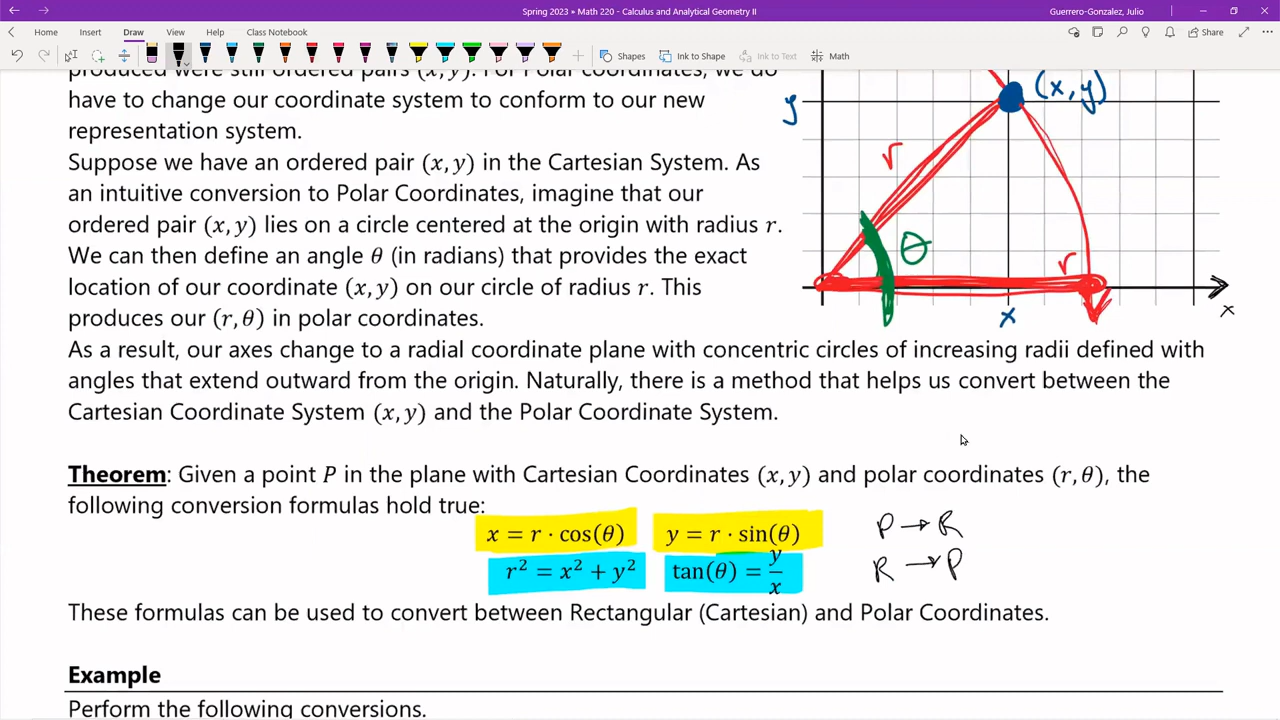 Spring 2023 » Math 220 - Calculus and Analytical Geometry II
Guerrero-Gonzalez, Julio
Home Insert Draw View Help Class Notebook
Share
Shapes Ink to Shape Ink to Text Math
produced were still ordered pairs (x, y). For Polar coordinates, we do
have to change our coordinate system to conform to our new
representation system.
Suppose we have an ordered pair (x, y) in the Cartesian System. As
an intuitive conversion to Polar Coordinates, imagine that our
ordered pair (x, y) lies on a circle centered at the origin with radius r.
We can then define an angle θ (in radians) that provides the exact
location of our coordinate (x, y) on our circle of radius r. This
produces our (r, θ) in polar coordinates.
(x, y)
y
r
θ
r
x
x
As a result, our axes change to a radial coordinate plane with concentric circles of increasing radii defined with
angles that extend outward from the origin. Naturally, there is a method that helps us convert between the
Cartesian Coordinate System (x, y) and the Polar Coordinate System.
Theorem: Given a point P in the plane with Cartesian Coordinates (x, y) and polar coordinates (r, θ), the
following conversion formulas hold true:
x = r · cos(θ) y = r · sin(θ) P → R
r² = x² + y² tan(θ) = y/x R → P
These formulas can be used to convert between Rectangular (Cartesian) and Polar Coordinates.
Example
Perform the following conversions.